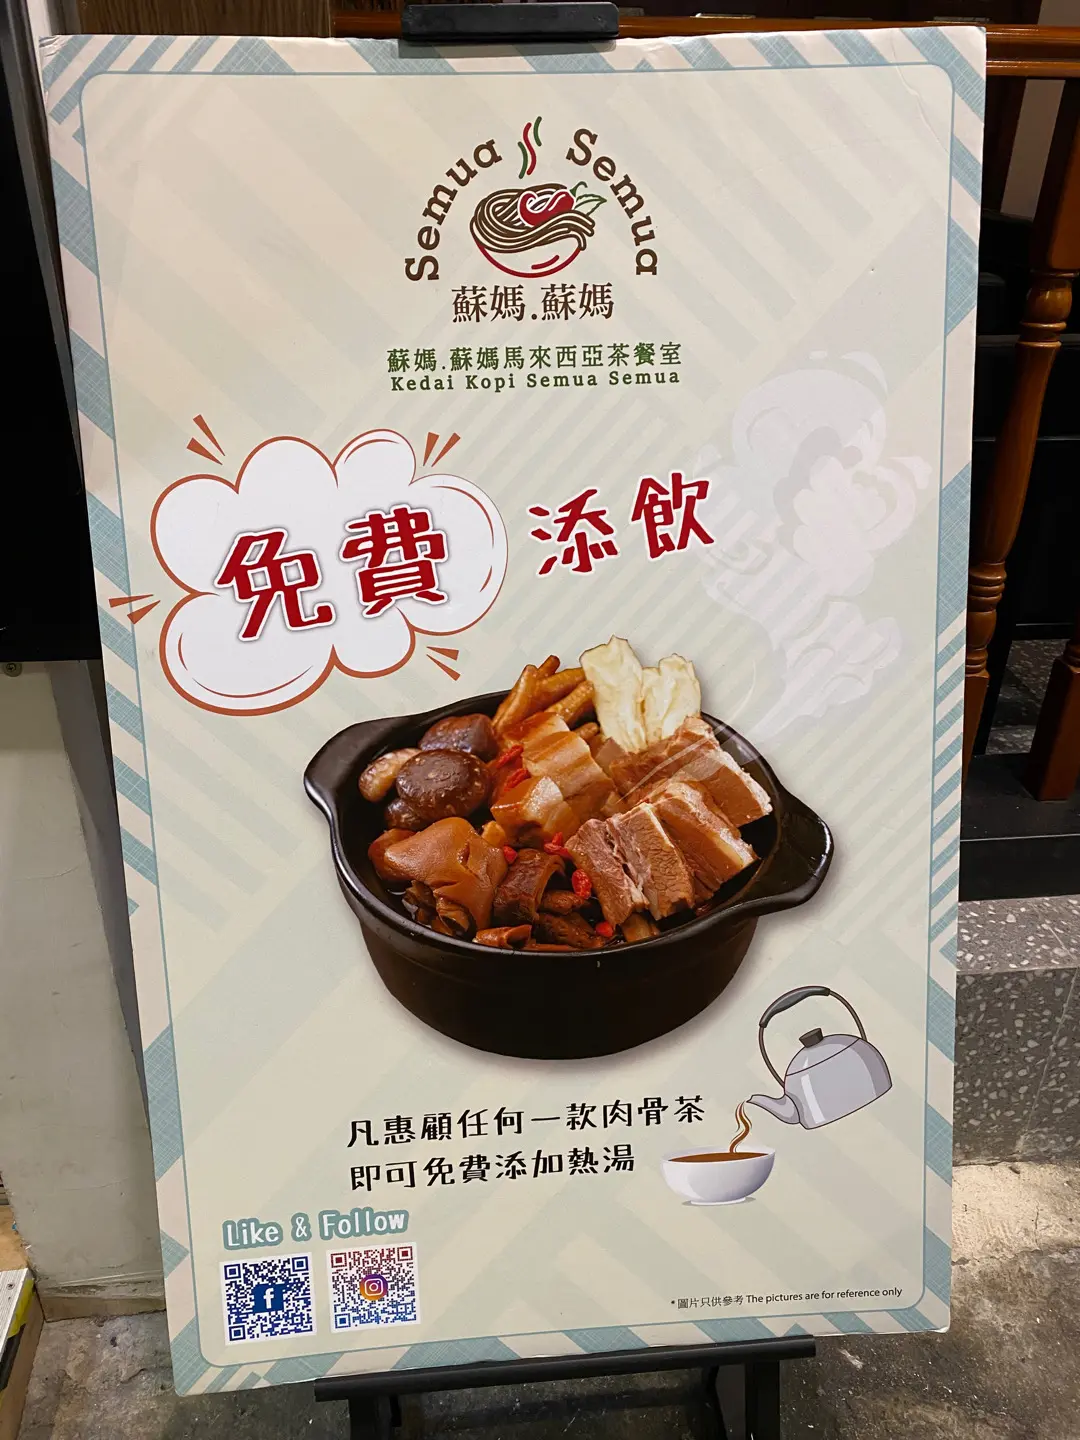 Semua Semua
蘇媽.蘇媽
蘇媽.蘇媽馬來西亞茶餐室
Kedai Kopi Semua Semua
免費 添飲
凡惠顧任何一款肉骨茶
即可免費添加熱湯
Like & Follow
*圖片只供參考 The pictures are for reference only